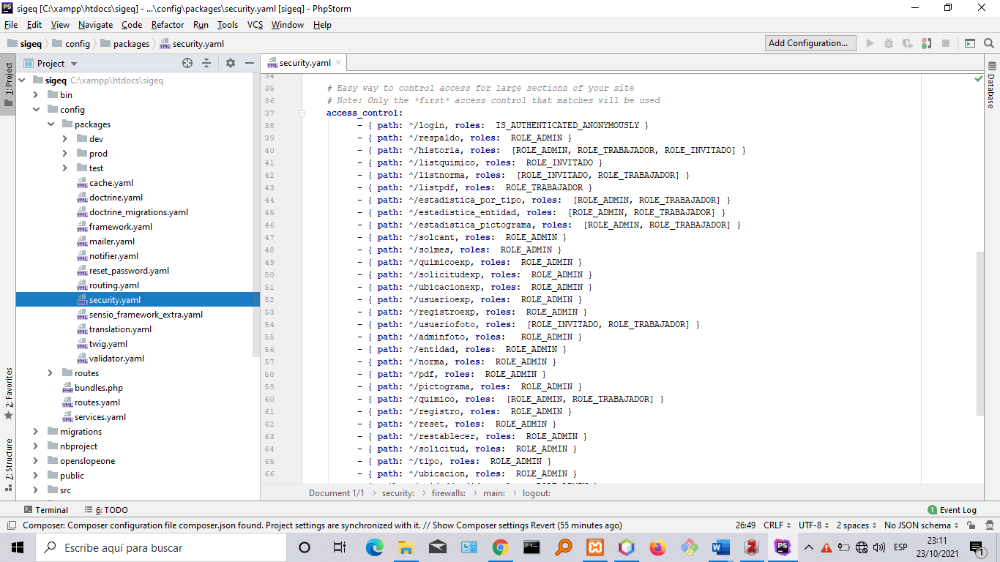 sigeq [C:\xampp\htdocs\sigeq] - ...\config\packages\security.yaml [sigeq] - PhpStorm
File Edit View Navigate Code Refactor Run Tools VCS Window Help
sigeq config packages security.yaml Add Configuration...
Project security.yaml
1: Project
Database
2: Favorites
Z: Structure
sigeq C:\xampp\htdocs\sigeq
bin
config
packages
dev
prod
test
cache.yaml
doctrine.yaml
doctrine_migrations.yaml
framework.yaml
mailer.yaml
notifier.yaml
reset_password.yaml
routing.yaml
security.yaml
sensio_framework_extra.yaml
translation.yaml
twig.yaml
validator.yaml
routes
bundles.php
routes.yaml
services.yaml
migrations
nbproject
openslopeone
public
src
34
35 # Easy way to control access for large sections of your site
36 # Note: Only the *first* access control that matches will be used
37 access_control:
38 - { path: ^/login, roles: IS_AUTHENTICATED_ANONYMOUSLY }
39 - { path: ^/respaldo, roles: ROLE_ADMIN }
40 - { path: ^/historia, roles: [ROLE_ADMIN, ROLE_TRABAJADOR, ROLE_INVITADO] }
41 - { path: ^/listquimico, roles: ROLE_INVITADO }
42 - { path: ^/listnorma, roles: [ROLE_INVITADO, ROLE_TRABAJADOR] }
43 - { path: ^/listpdf, roles: ROLE_TRABAJADOR }
44 - { path: ^/estadistica_por_tipo, roles: [ROLE_ADMIN, ROLE_TRABAJADOR] }
45 - { path: ^/estadistica_entidad, roles: [ROLE_ADMIN, ROLE_TRABAJADOR] }
46 - { path: ^/estadistica_pictograma, roles: [ROLE_ADMIN, ROLE_TRABAJADOR] }
47 - { path: ^/solcant, roles: ROLE_ADMIN }
48 - { path: ^/solmes, roles: ROLE_ADMIN }
49 - { path: ^/quimicoexp, roles: ROLE_ADMIN }
50 - { path: ^/solicitudexp, roles: ROLE_ADMIN }
51 - { path: ^/ubicacionexp, roles: ROLE_ADMIN }
52 - { path: ^/usuarioexp, roles: ROLE_ADMIN }
53 - { path: ^/registroexp, roles: ROLE_ADMIN }
54 - { path: ^/usuariofoto, roles: [ROLE_INVITADO, ROLE_TRABAJADOR] }
55 - { path: ^/adminfoto, roles: ROLE_ADMIN }
56 - { path: ^/entidad, roles: ROLE_ADMIN }
57 - { path: ^/norma, roles: ROLE_ADMIN }
58 - { path: ^/pdf, roles: ROLE_ADMIN }
59 - { path: ^/pictograma, roles: ROLE_ADMIN }
60 - { path: ^/quimico, roles: [ROLE_ADMIN, ROLE_TRABAJADOR] }
61 - { path: ^/registro, roles: ROLE_ADMIN }
62 - { path: ^/reset, roles: ROLE_ADMIN }
63 - { path: ^/restablecer, roles: ROLE_ADMIN }
64 - { path: ^/solicitud, roles: ROLE_ADMIN }
65 - { path: ^/tipo, roles: ROLE_ADMIN }
66 - { path: ^/ubicacion, roles: ROLE_ADMIN }
Document 1/1 security: firewalls: main: logout:
Terminal 6: TODO 1 Event Log
Composer: Composer configuration file composer.json found. Project settings are synchronized with it. // Show Composer settings Revert (55 minutes ago) 26:49 CRLF UTF-8 2 spaces No JSON schema
Escribe aquí para buscar ESP 23:11
23/10/2021 1